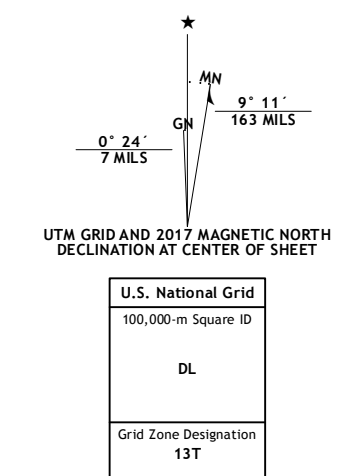 MN
GN
9° 11´
163 MILS
0° 24´
7 MILS
UTM GRID AND 2017 MAGNETIC NORTH
DECLINATION AT CENTER OF SHEET
U.S. National Grid
100,000-m Square ID
DL
Grid Zone Designation
13T